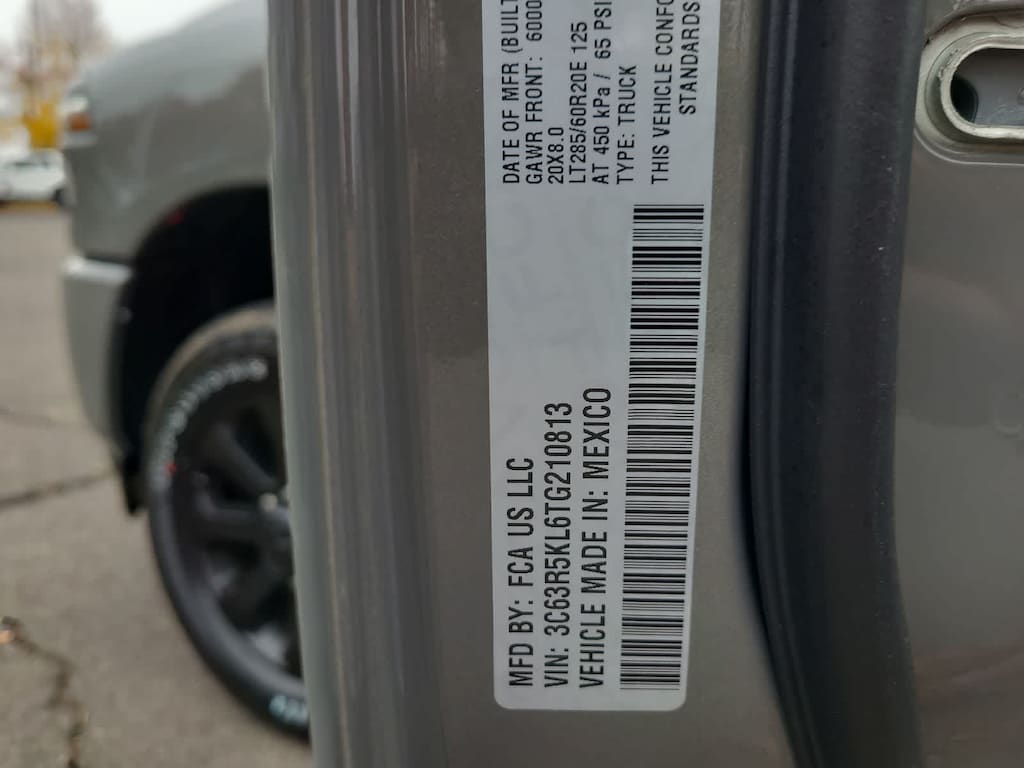 MFD BY: FCA US LLC
VIN: 3C63R5KL6TG210813
VEHICLE MADE IN: MEXICO
DATE OF MFR (BUILT
GAWR FRONT: 6000
20X8.0
LT285/60R20E 125
AT 450 kPa / 65 PSI
TYPE: TRUCK
THIS VEHICLE CONFO
STANDARDS